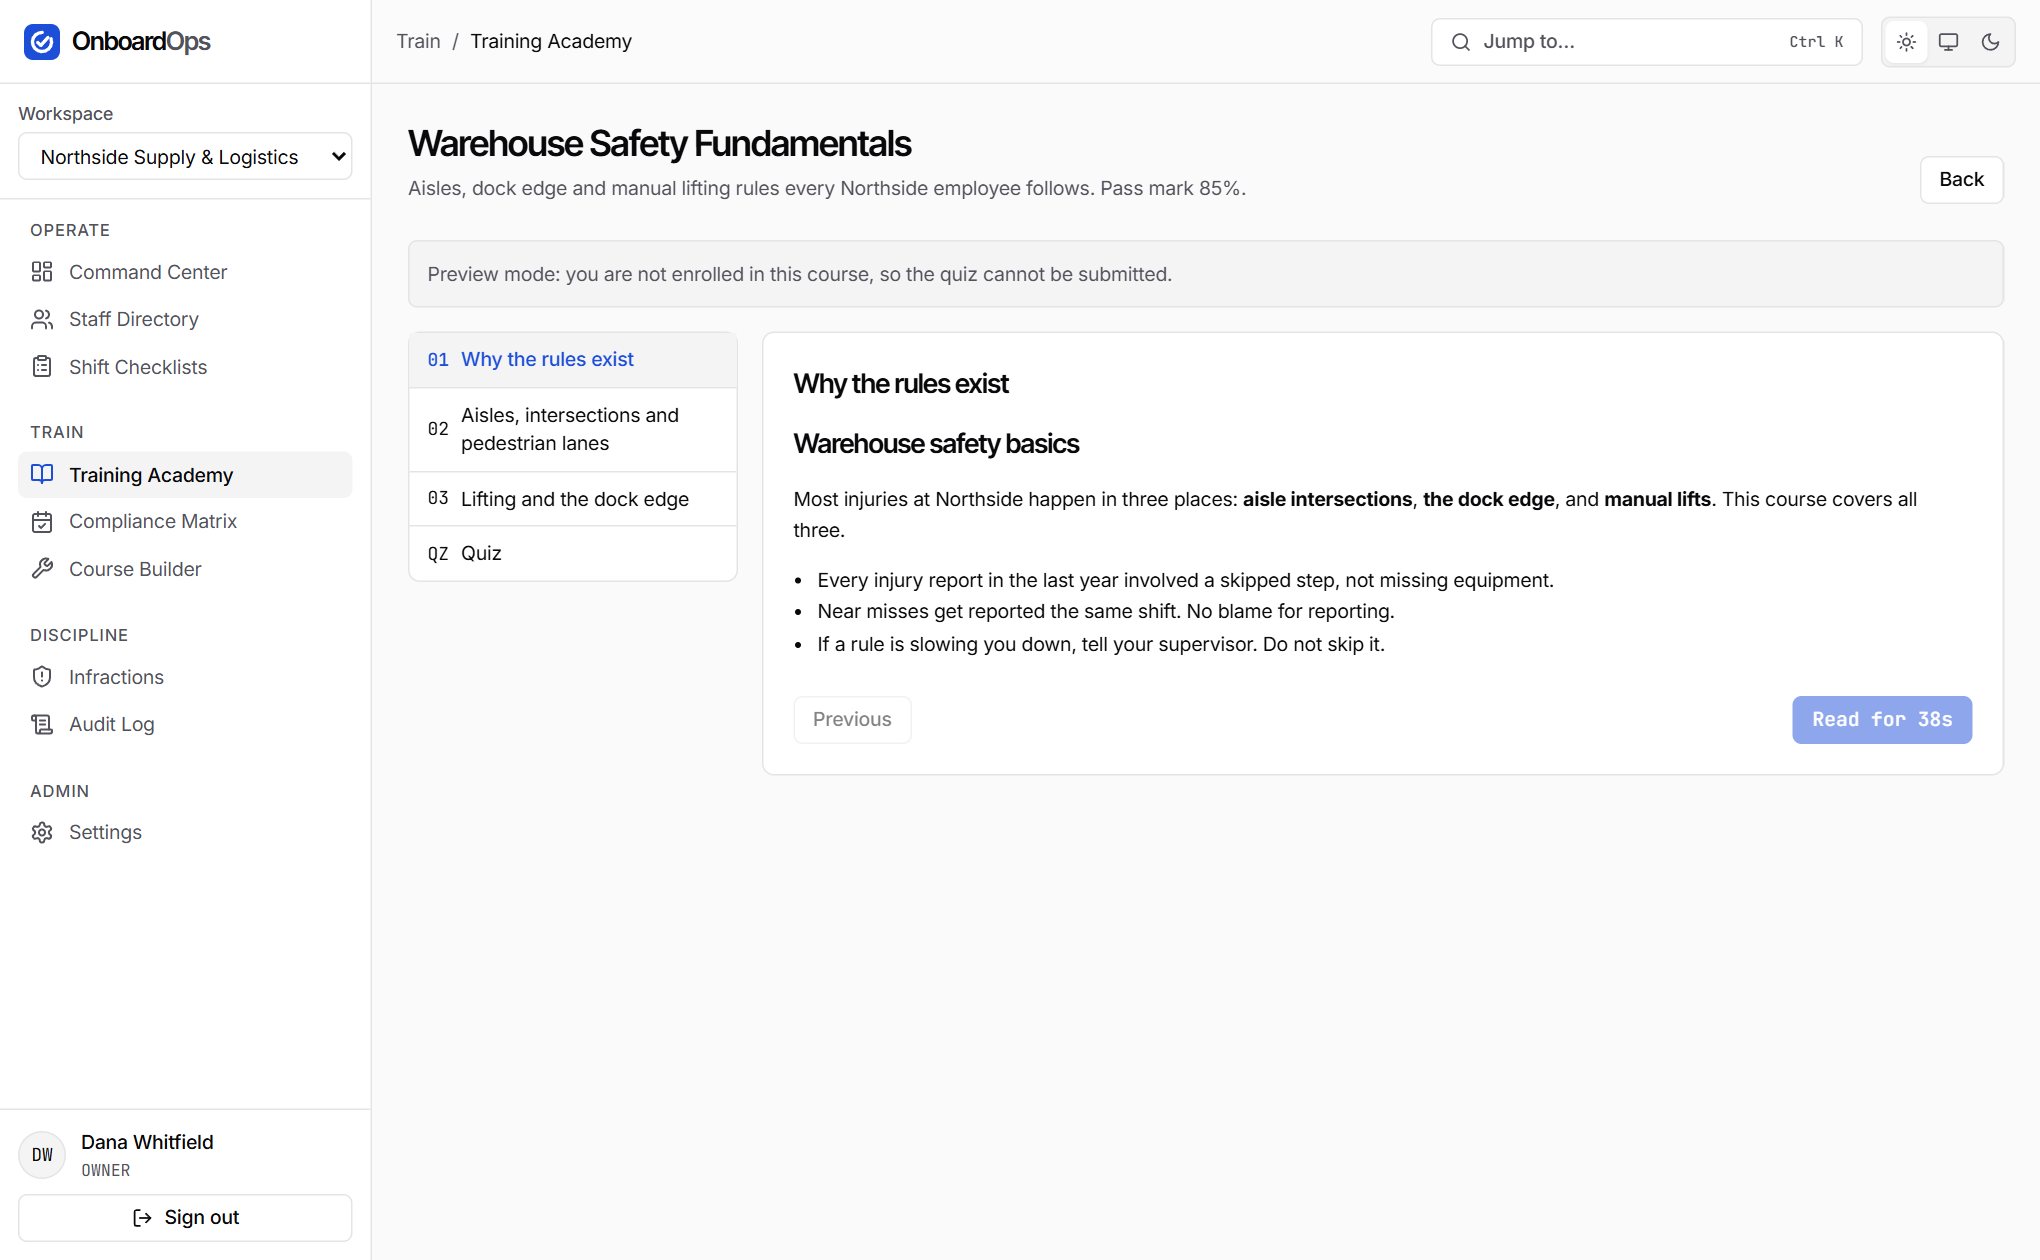 OnboardOps
Train / Training Academy
Jump to...
Ctrl K
Workspace
Northside Supply & Logistics
OPERATE
Command Center
Staff Directory
Shift Checklists
TRAIN
Training Academy
Compliance Matrix
Course Builder
DISCIPLINE
Infractions
Audit Log
ADMIN
Settings
DW
Dana Whitfield
OWNER
Sign out
Warehouse Safety Fundamentals
Aisles, dock edge and manual lifting rules every Northside employee follows. Pass mark 85%.
Back
Preview mode: you are not enrolled in this course, so the quiz cannot be submitted.
01 Why the rules exist
02 Aisles, intersections and
pedestrian lanes
03 Lifting and the dock edge
QZ Quiz
Why the rules exist
Warehouse safety basics
Most injuries at Northside happen in three places: aisle intersections, the dock edge, and manual lifts. This course covers all
three.
• Every injury report in the last year involved a skipped step, not missing equipment.
• Near misses get reported the same shift. No blame for reporting.
• If a rule is slowing you down, tell your supervisor. Do not skip it.
Previous
Read for 38s